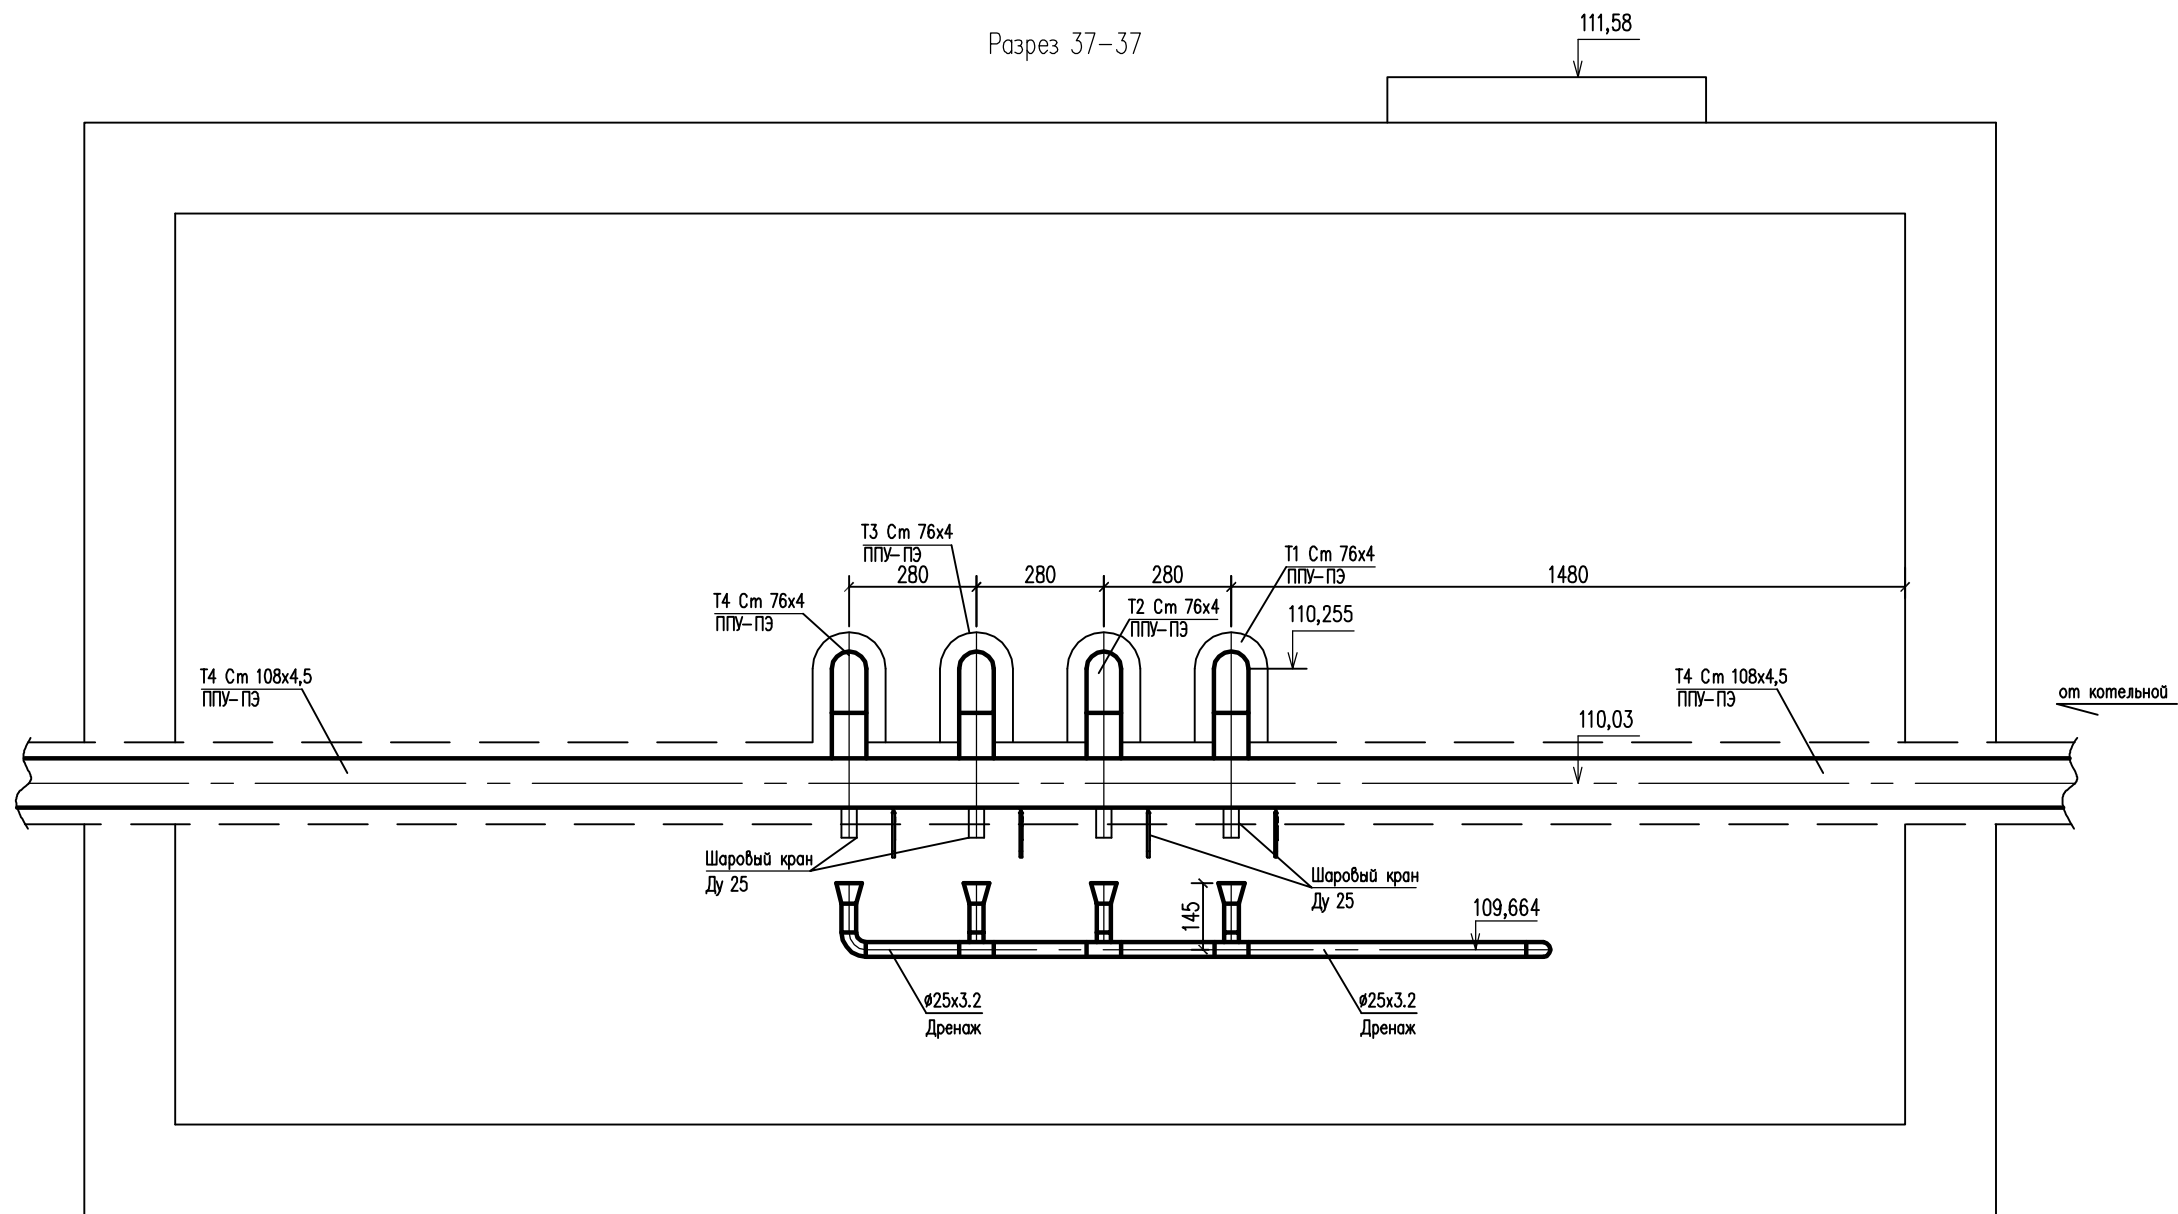 Разрез 37-37
111,58
Т3 Ст 76х4
ППУ-ПЭ
Т1 Ст 76х4
ППУ-ПЭ
280
280
280
1480
Т4 Ст 76х4
ППУ-ПЭ
Т2 Ст 76х4
ППУ-ПЭ
110,255
Т4 Ст 108х4,5
ППУ-ПЭ
Т4 Ст 108х4,5
ППУ-ПЭ
от котельной
110,03
Шаровый кран
Ду 25
Шаровый кран
Ду 25
145
109,664
ø25х3.2
Дренаж
ø25х3.2
Дренаж